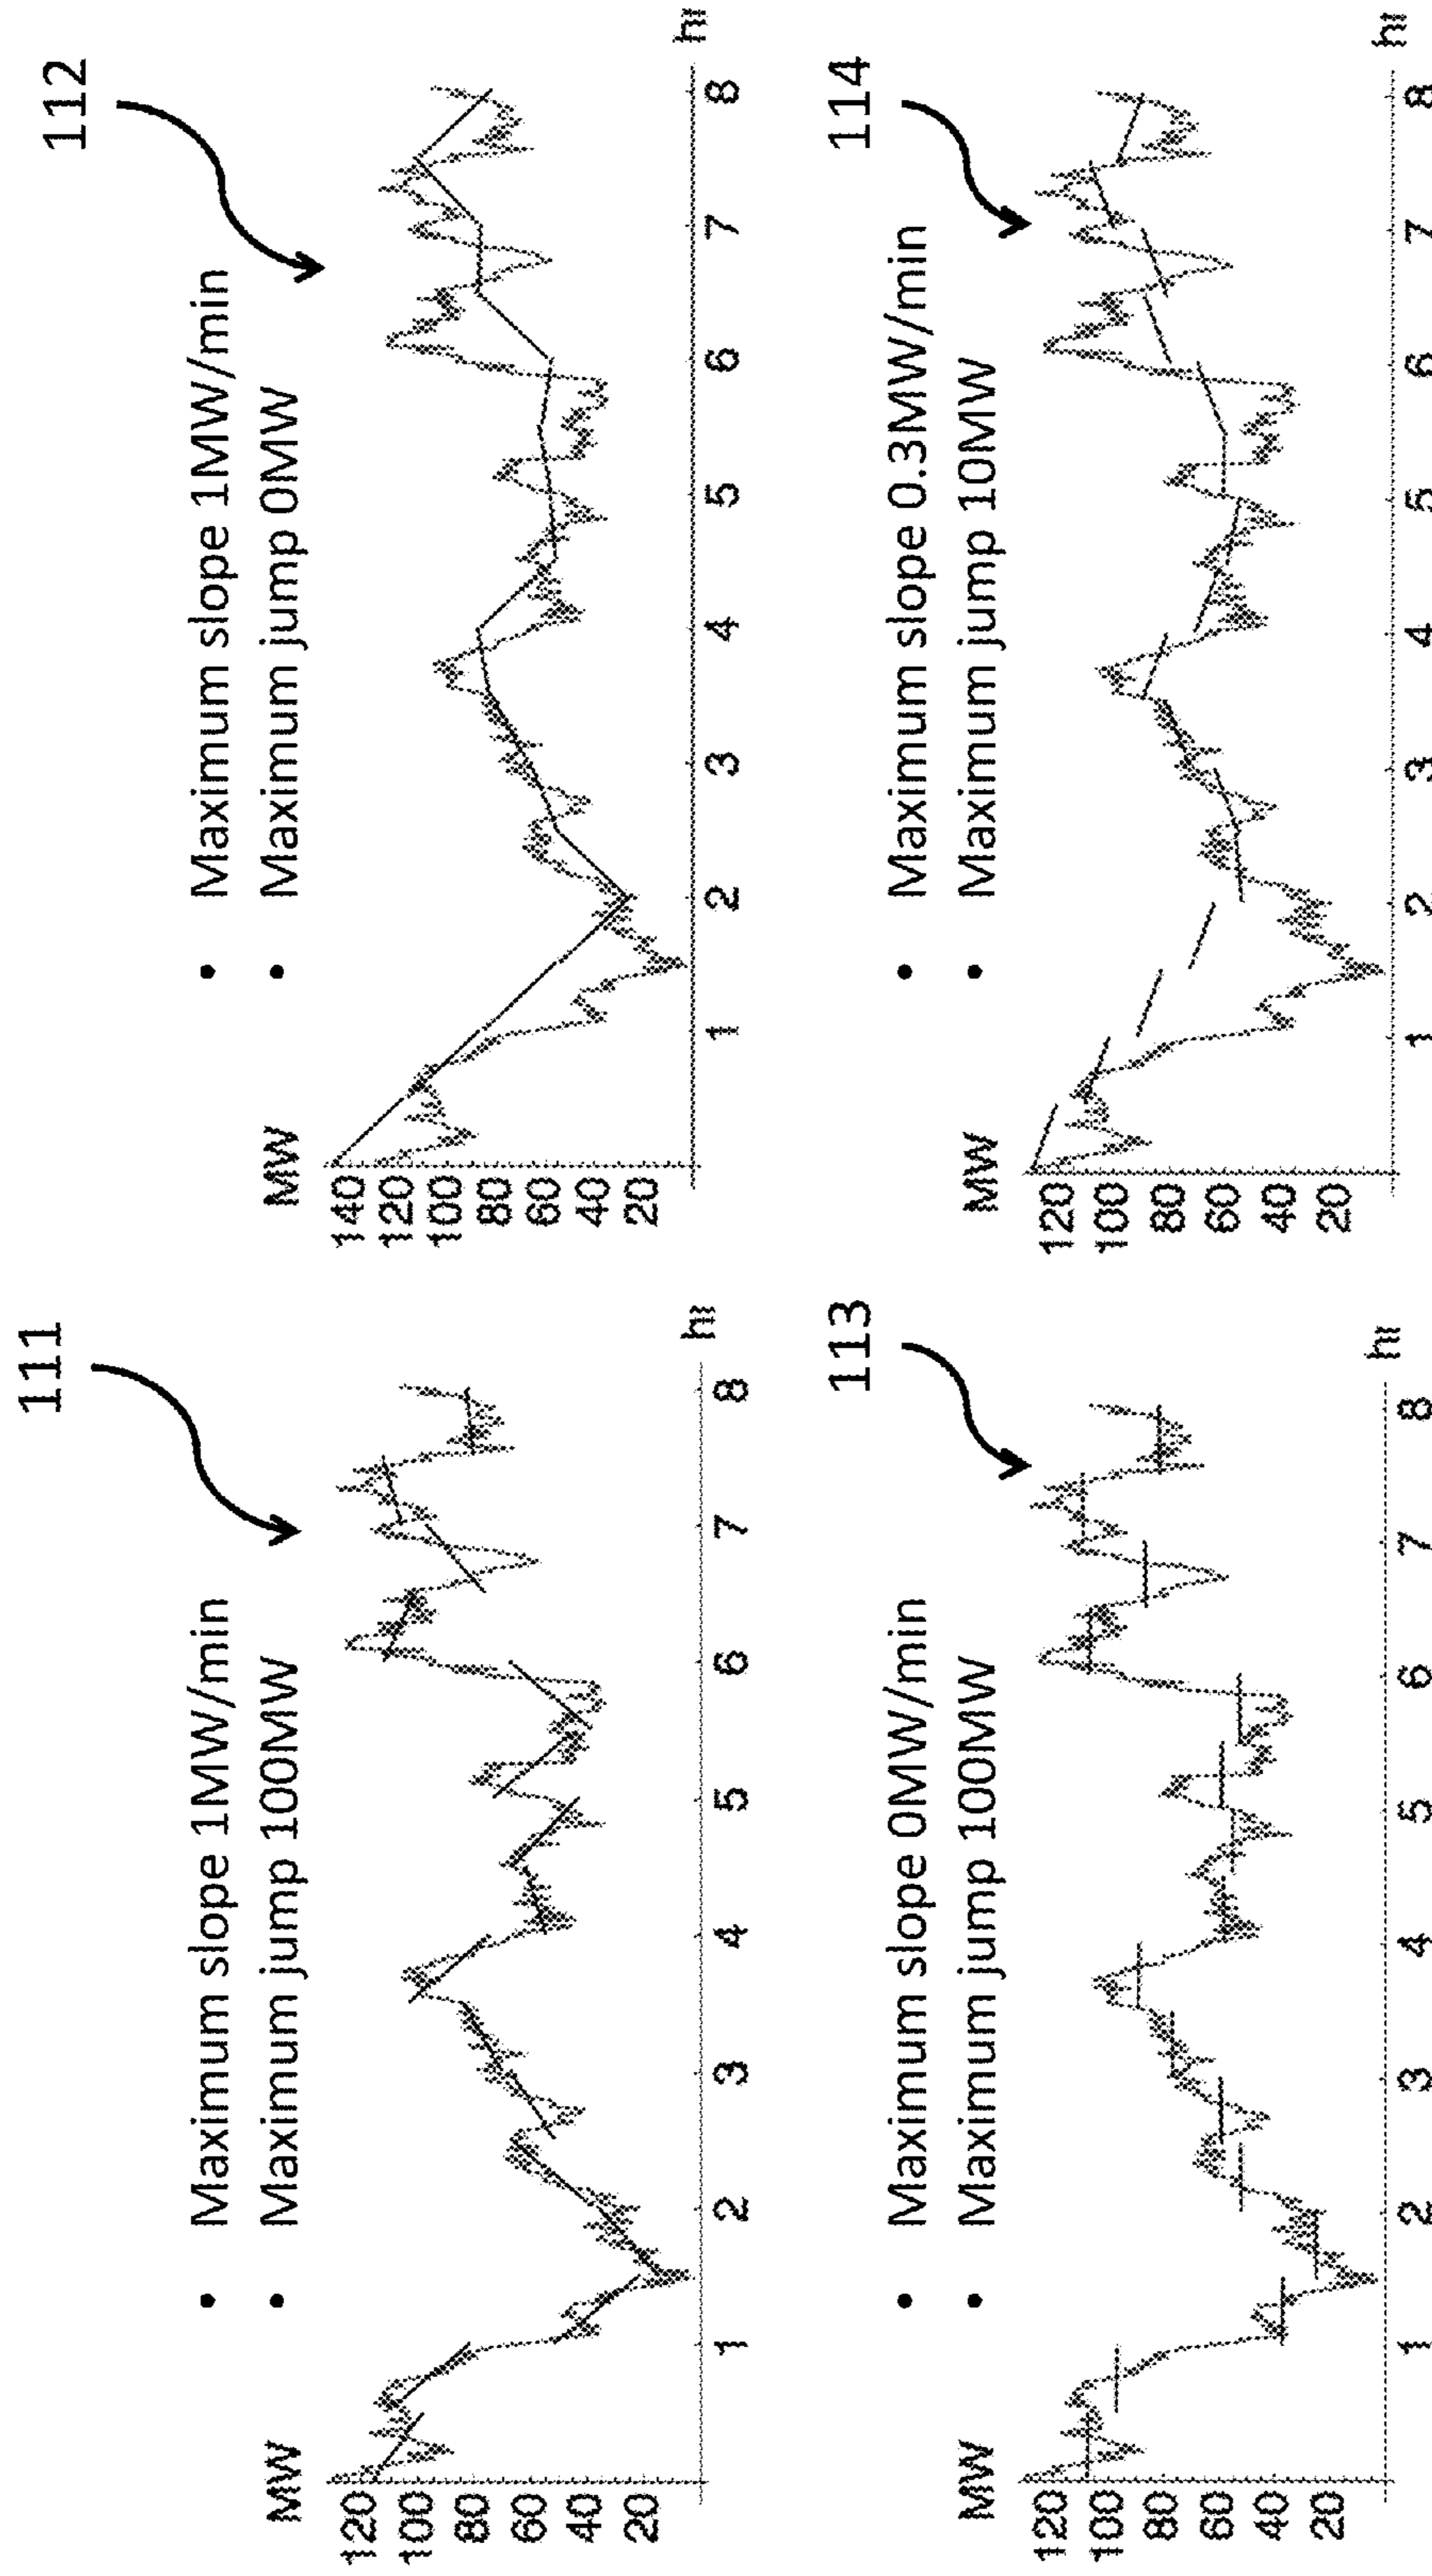 111
• Maximum slope 1MW/min
• Maximum jump 100MW
MW
120
100
80
60
40
20
1 2 3 4 5 6 7 8
112
• Maximum slope 1MW/min
• Maximum jump 0MW
MW
140
120
100
80
60
40
20
1 2 3 4 5 6 7 8
113
• Maximum slope 0MW/min
• Maximum jump 100MW
MW
120
100
80
60
40
20
1 2 3 4 5 6 7 8
114
• Maximum slope 0.3MW/min
• Maximum jump 10MW
MW
120
100
80
60
40
20
1 2 3 4 5 6 7 8